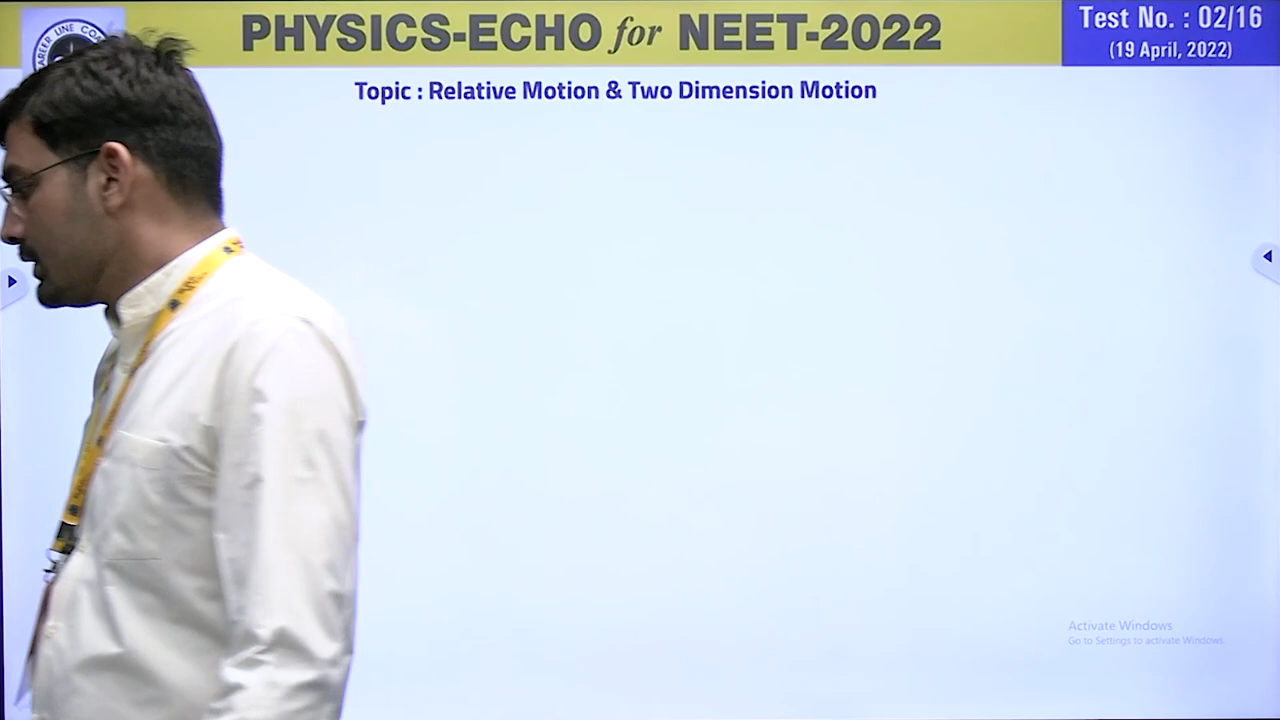 PHYSICS-ECHO for NEET-2022
Test No. : 02/16
(19 April, 2022)
Topic : Relative Motion & Two Dimension Motion
Activate Windows
Go to Settings to activate Windows